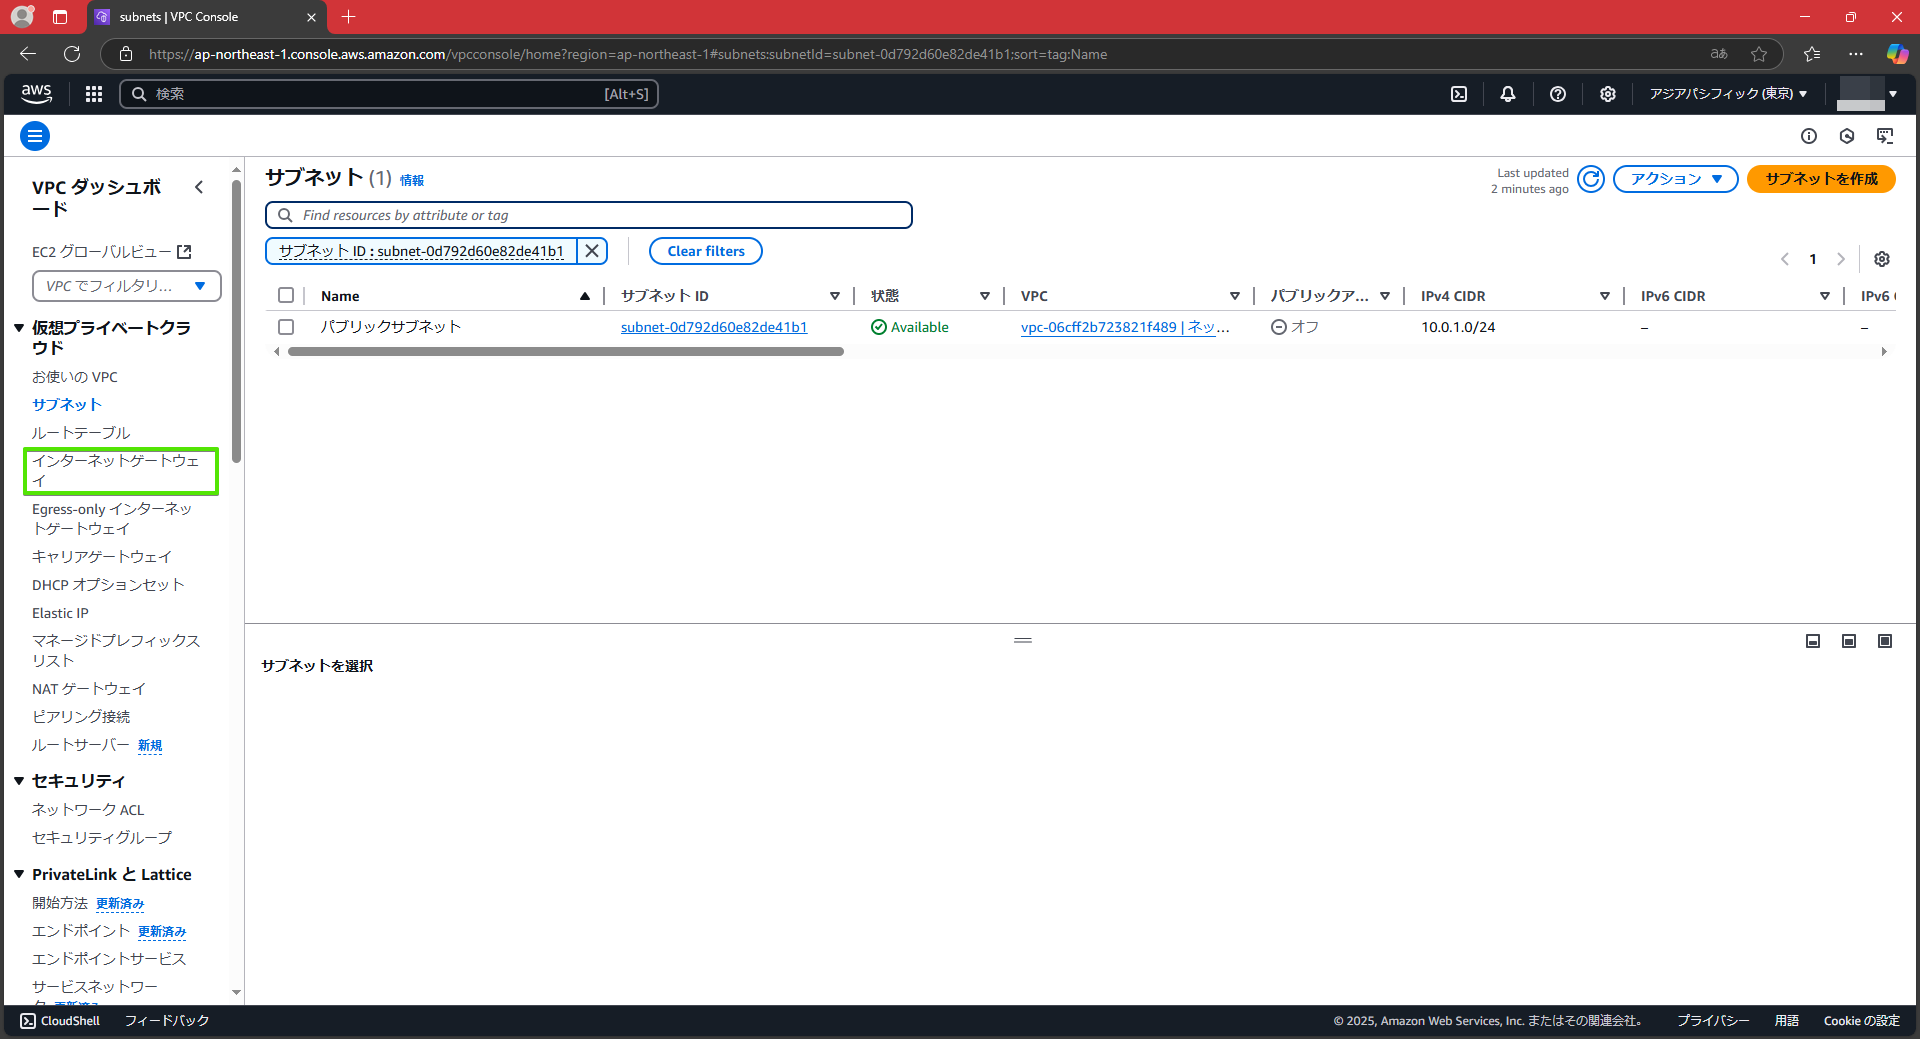 subnets | VPC Console
https://ap-northeast-1.console.aws.amazon.com/vpcconsole/home?region=ap-northeast-1#subnets:subnetId=subnet-0d792d60e82de41b1;sort=tag:Name
aあ
aws
検索
[Alt+S]
アジアパシフィック (東京)
VPC ダッシュボ
ード
EC2 グローバルビュー
VPC でフィルタリ...
仮想プライベートクラ
ウド
お使いの VPC
サブネット
ルートテーブル
インターネットゲートウェ
イ
Egress-only インターネッ
トゲートウェイ
キャリアゲートウェイ
DHCP オプションセット
Elastic IP
マネージドプレフィックス
リスト
NAT ゲートウェイ
ピアリング接続
ルートサーバー 新規
セキュリティ
ネットワーク ACL
セキュリティグループ
PrivateLink と Lattice
開始方法 更新済み
エンドポイント 更新済み
エンドポイントサービス
サービスネットワー
ク 更新済み
サブネット (1) 情報
Last updated
2 minutes ago
アクション
サブネットを作成
Find resources by attribute or tag
サブネット ID : subnet-0d792d60e82de41b1
Clear filters
1
Name サブネット ID 状態 VPC パブリックア... IPv4 CIDR IPv6 CIDR IPv6
パブリックサブネット subnet-0d792d60e82de41b1 Available vpc-06cff2b723821f489 | ネッ... オフ 10.0.1.0/24 – –
サブネットを選択
CloudShell フィードバック
© 2025, Amazon Web Services, Inc. またはその関連会社。 プライバシー 用語 Cookie の設定